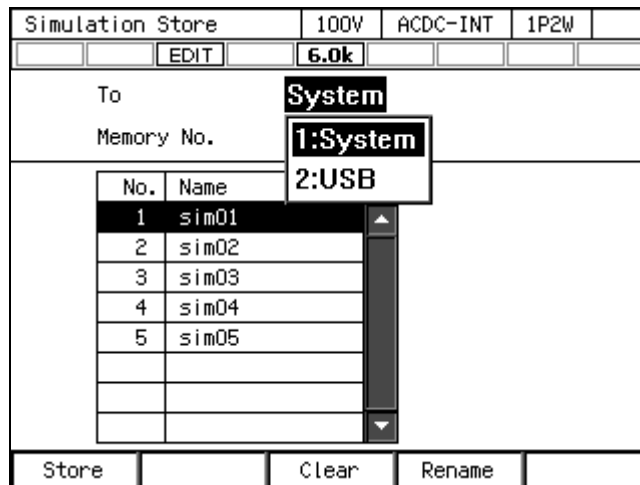 Simulation Store 100V ACDC-INT 1P2W
EDIT 6.0k
To System
Memory No. 1:System
2:USB
No. Name
1 sim01
2 sim02
3 sim03
4 sim04
5 sim05
Store Clear Rename